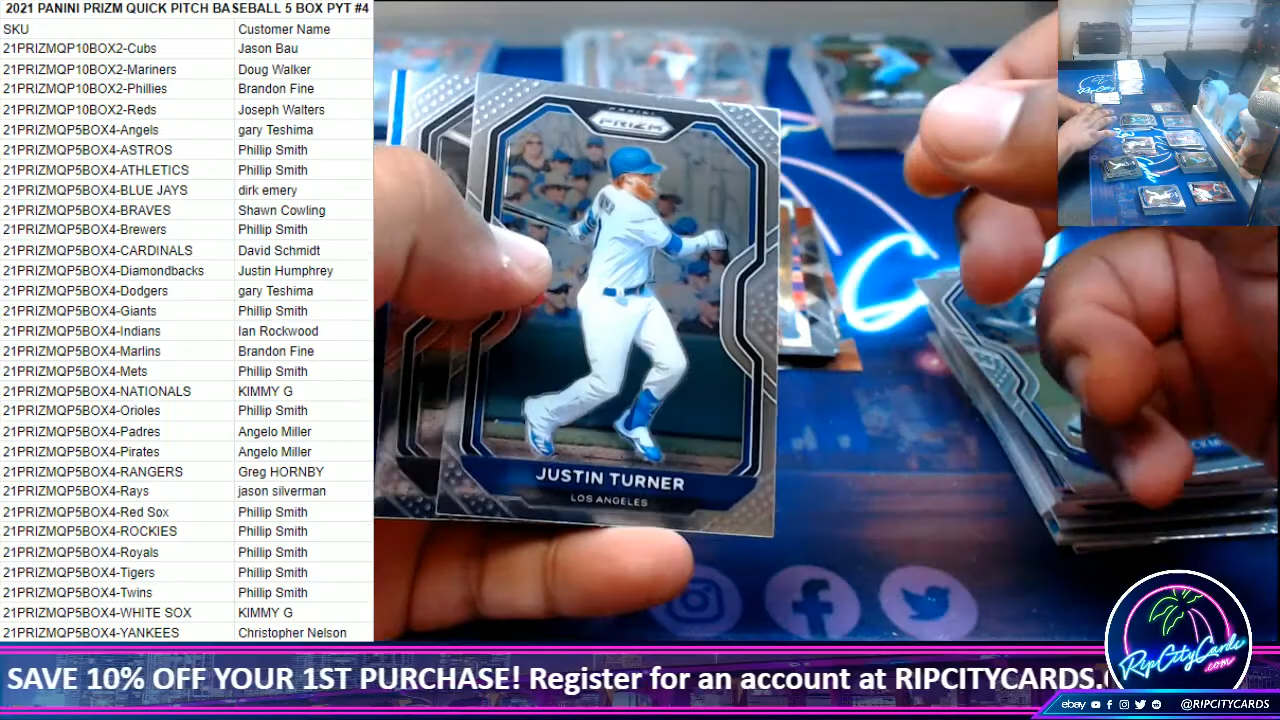 2021 PANINI PRIZM QUICK PITCH BASEBALL 5 BOX PYT #4
SKU Customer Name
21PRIZMQP10BOX2-Cubs Jason Bau
21PRIZMQP10BOX2-Mariners Doug Walker
21PRIZMQP10BOX2-Phillies Brandon Fine
21PRIZMQP10BOX2-Reds Joseph Walters
21PRIZMQP5BOX4-Angels gary Teshima
21PRIZMQP5BOX4-ASTROS Phillip Smith
21PRIZMQP5BOX4-ATHLETICS Phillip Smith
21PRIZMQP5BOX4-BLUE JAYS dirk emery
21PRIZMQP5BOX4-BRAVES Shawn Cowling
21PRIZMQP5BOX4-Brewers Phillip Smith
21PRIZMQP5BOX4-CARDINALS David Schmidt
21PRIZMQP5BOX4-Diamondbacks Justin Humphrey
21PRIZMQP5BOX4-Dodgers gary Teshima
21PRIZMQP5BOX4-Giants Phillip Smith
21PRIZMQP5BOX4-Indians Ian Rockwood
21PRIZMQP5BOX4-Marlins Brandon Fine
21PRIZMQP5BOX4-Mets Phillip Smith
21PRIZMQP5BOX4-NATIONALS KIMMY G
21PRIZMQP5BOX4-Orioles Phillip Smith
21PRIZMQP5BOX4-Padres Angelo Miller
21PRIZMQP5BOX4-Pirates Angelo Miller
21PRIZMQP5BOX4-RANGERS Greg HORNBY
21PRIZMQP5BOX4-Rays jason silverman
21PRIZMQP5BOX4-Red Sox Phillip Smith
21PRIZMQP5BOX4-ROCKIES Phillip Smith
21PRIZMQP5BOX4-Royals Phillip Smith
21PRIZMQP5BOX4-Tigers Phillip Smith
21PRIZMQP5BOX4-Twins Phillip Smith
21PRIZMQP5BOX4-WHITE SOX KIMMY G
21PRIZMQP5BOX4-YANKEES Christopher Nelson
PANINI
PRIZM
JUSTIN TURNER
LOS ANGELES
RipCityCards
.com
SAVE 10% OFF YOUR 1ST PURCHASE! Register for an account at RIPCITYCARDS.
ebay @RIPCITYCARDS